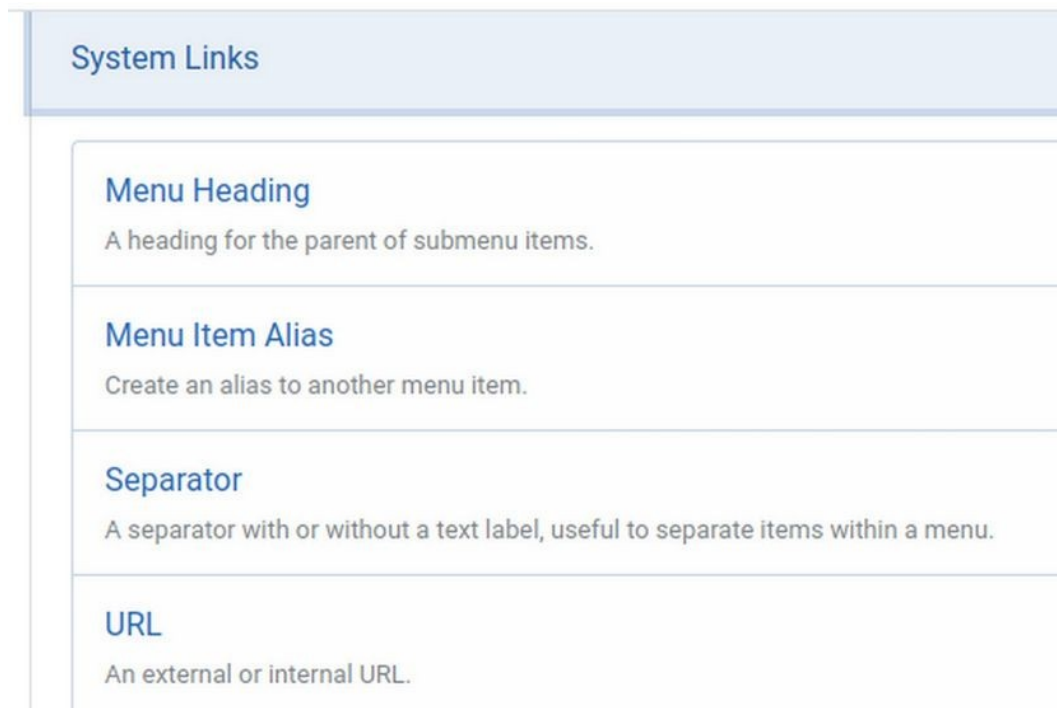 System Links
Menu Heading
A heading for the parent of submenu items.
Menu Item Alias
Create an alias to another menu item.
Separator
A separator with or without a text label, useful to separate items within a menu.
URL
An external or internal URL.